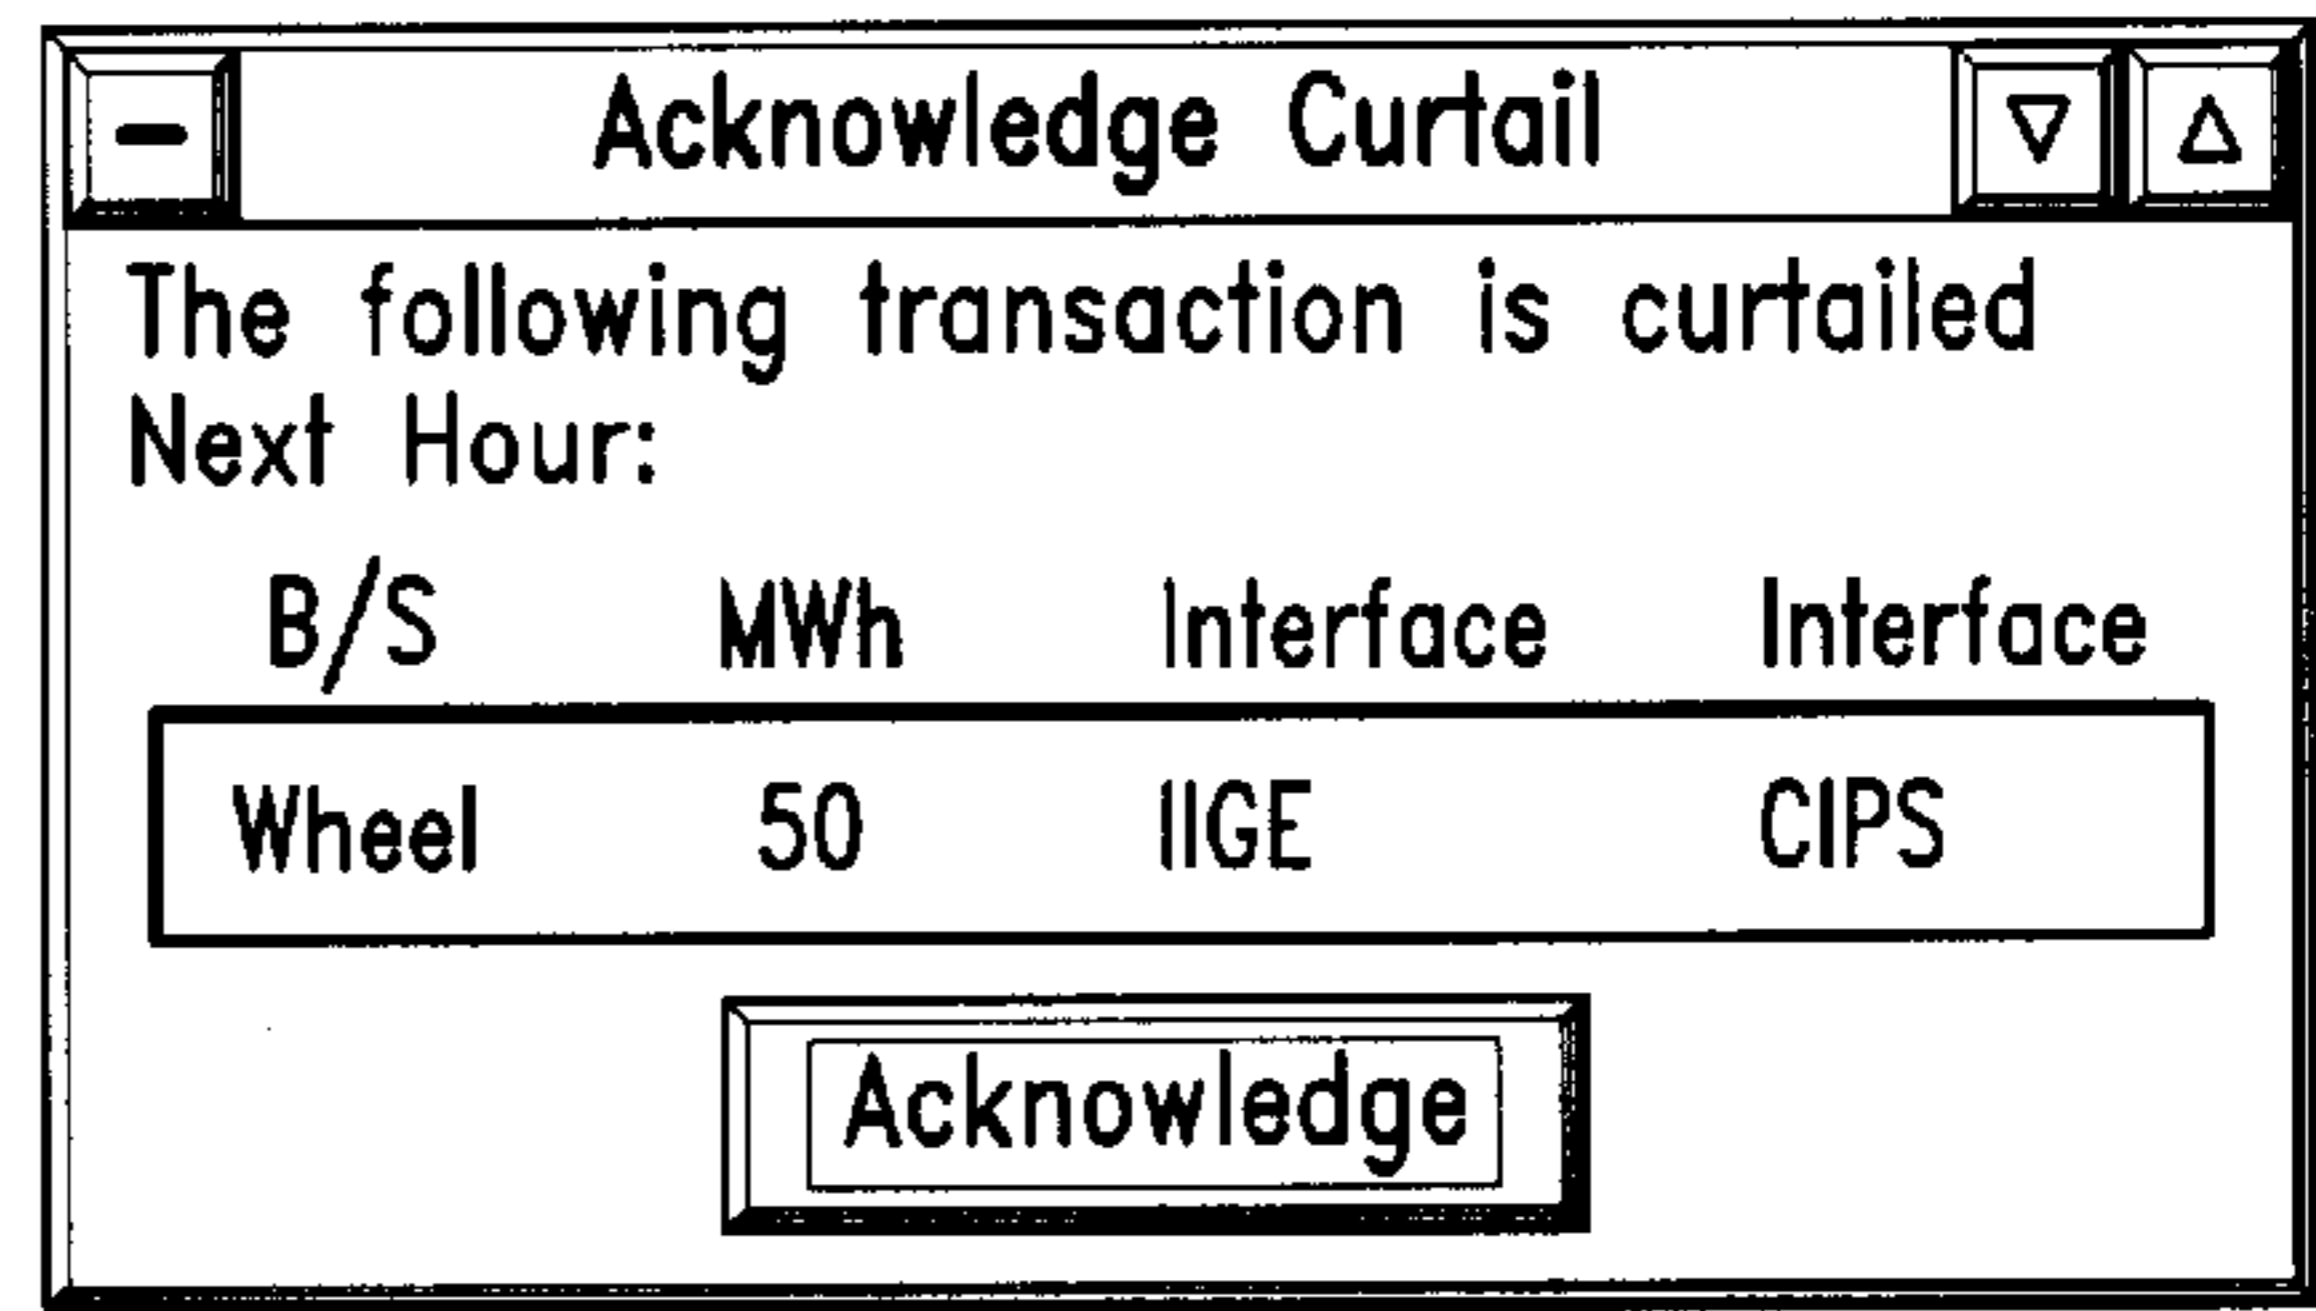 Acknowledge Curtail
The following transaction is curtailed
Next Hour:
B/S MWh Interface Interface
Wheel 50 IIGE CIPS
Acknowledge